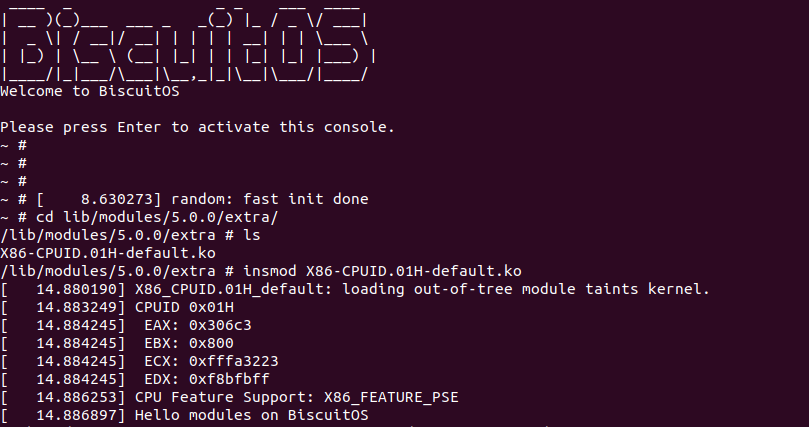 ____  _                _ _    ___  ____
| __ )(_)___  ___ _   _(_) |_ / _ \/ ___|
|  _ \| / __|/ __| | | | | __| | | \___ \
| |_) | \__ \ (__| |_| | | |_| |_| |___) |
|____/|_|___/\___|\__,_|_|\__|\___/|____/
Welcome to BiscuitOS
Please press Enter to activate this console.
~ #
~ #
~ #
~ # [    8.630273] random: fast init done
~ # cd lib/modules/5.0.0/extra/
/lib/modules/5.0.0/extra # ls
X86-CPUID.01H-default.ko
/lib/modules/5.0.0/extra # insmod X86-CPUID.01H-default.ko
[   14.880190] X86_CPUID.01H_default: loading out-of-tree module taints kernel.
[   14.883249] CPUID 0x01H
[   14.884245]  EAX: 0x306c3
[   14.884245]  EBX: 0x800
[   14.884245]  ECX: 0xfffa3223
[   14.884245]  EDX: 0xf8bfbff
[   14.886253] CPU Feature Support: X86_FEATURE_PSE
[   14.886897] Hello modules on BiscuitOS